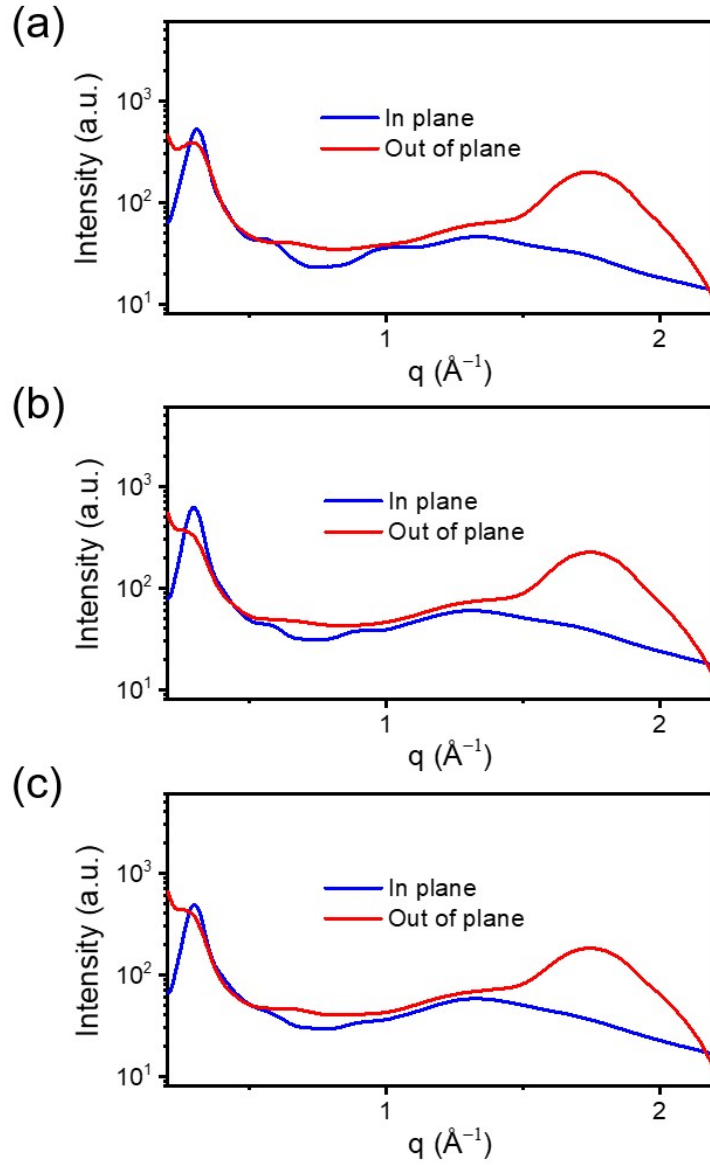 (a)
Intensity (a.u.)
10³
10²
10¹
In plane
Out of plane
1
2
q (Å⁻¹)
(b)
Intensity (a.u.)
10³
10²
10¹
In plane
Out of plane
1
2
q (Å⁻¹)
(c)
Intensity (a.u.)
10³
10²
10¹
In plane
Out of plane
1
2
q (Å⁻¹)